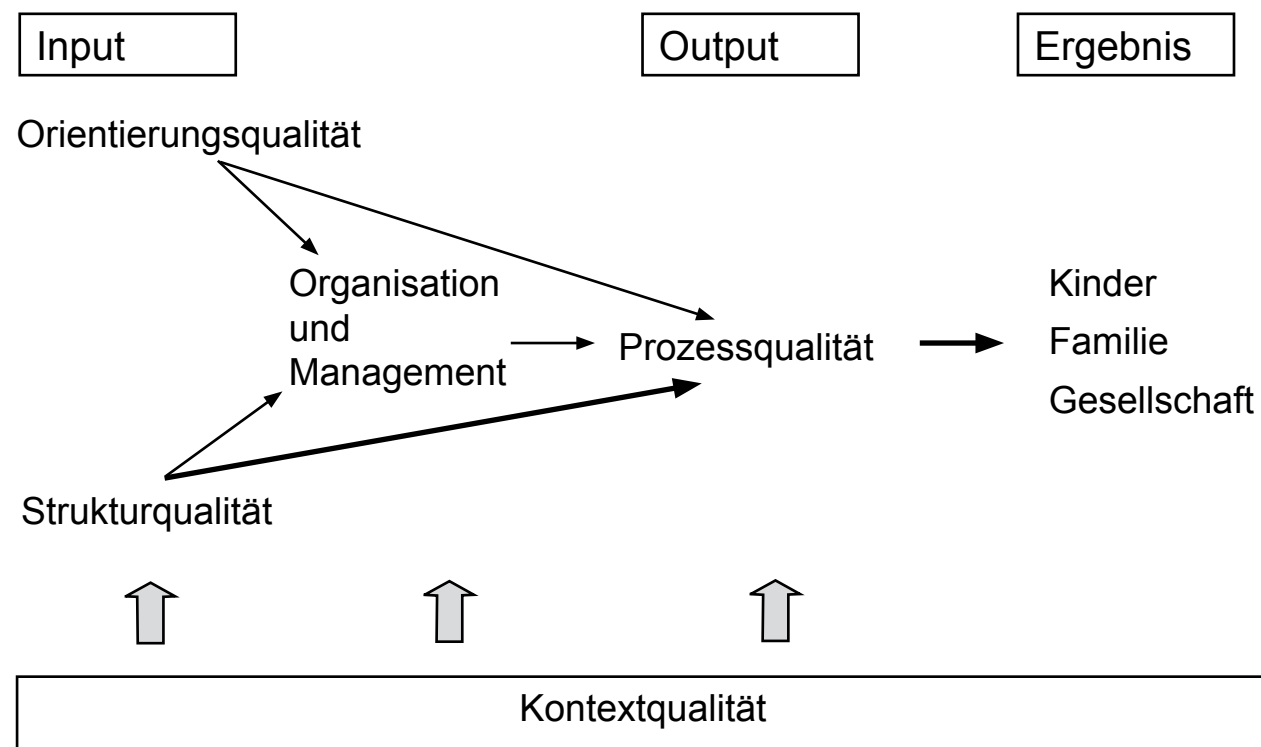 Input
Output
Ergebnis
Orientierungsqualität
Organisation
und
Management
Prozessqualität
Kinder
Familie
Gesellschaft
Strukturqualität
Kontextqualität